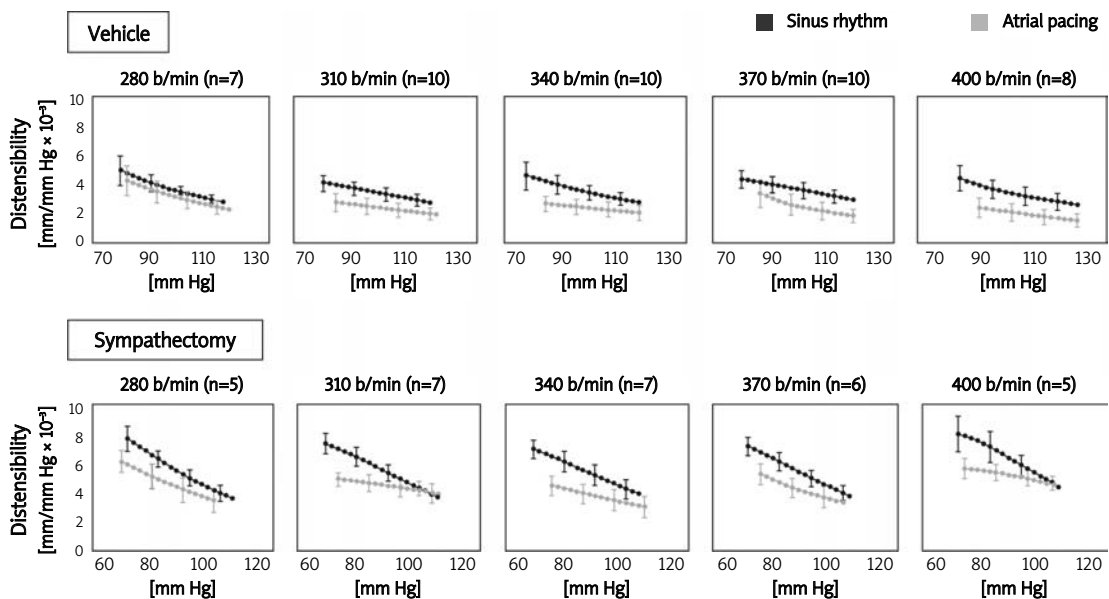 Sinus rhythm Atrial pacing
Vehicle
280 b/min (n=7) 310 b/min (n=10) 340 b/min (n=10) 370 b/min (n=10) 400 b/min (n=8)
Distensibility
[mm/mm Hg × 10⁻³]
10
8
6
4
2
0
70 90 110 130 70 90 110 130 70 90 110 130 70 90 110 130 70 90 110 130
[mm Hg] [mm Hg] [mm Hg] [mm Hg] [mm Hg]
Sympathectomy
280 b/min (n=5) 310 b/min (n=7) 340 b/min (n=7) 370 b/min (n=6) 400 b/min (n=5)
Distensibility
[mm/mm Hg × 10⁻³]
10
8
6
4
2
0
60 80 100 120 60 80 100 120 60 80 100 120 60 80 100 120 60 80 100 120
[mm Hg] [mm Hg] [mm Hg] [mm Hg] [mm Hg]